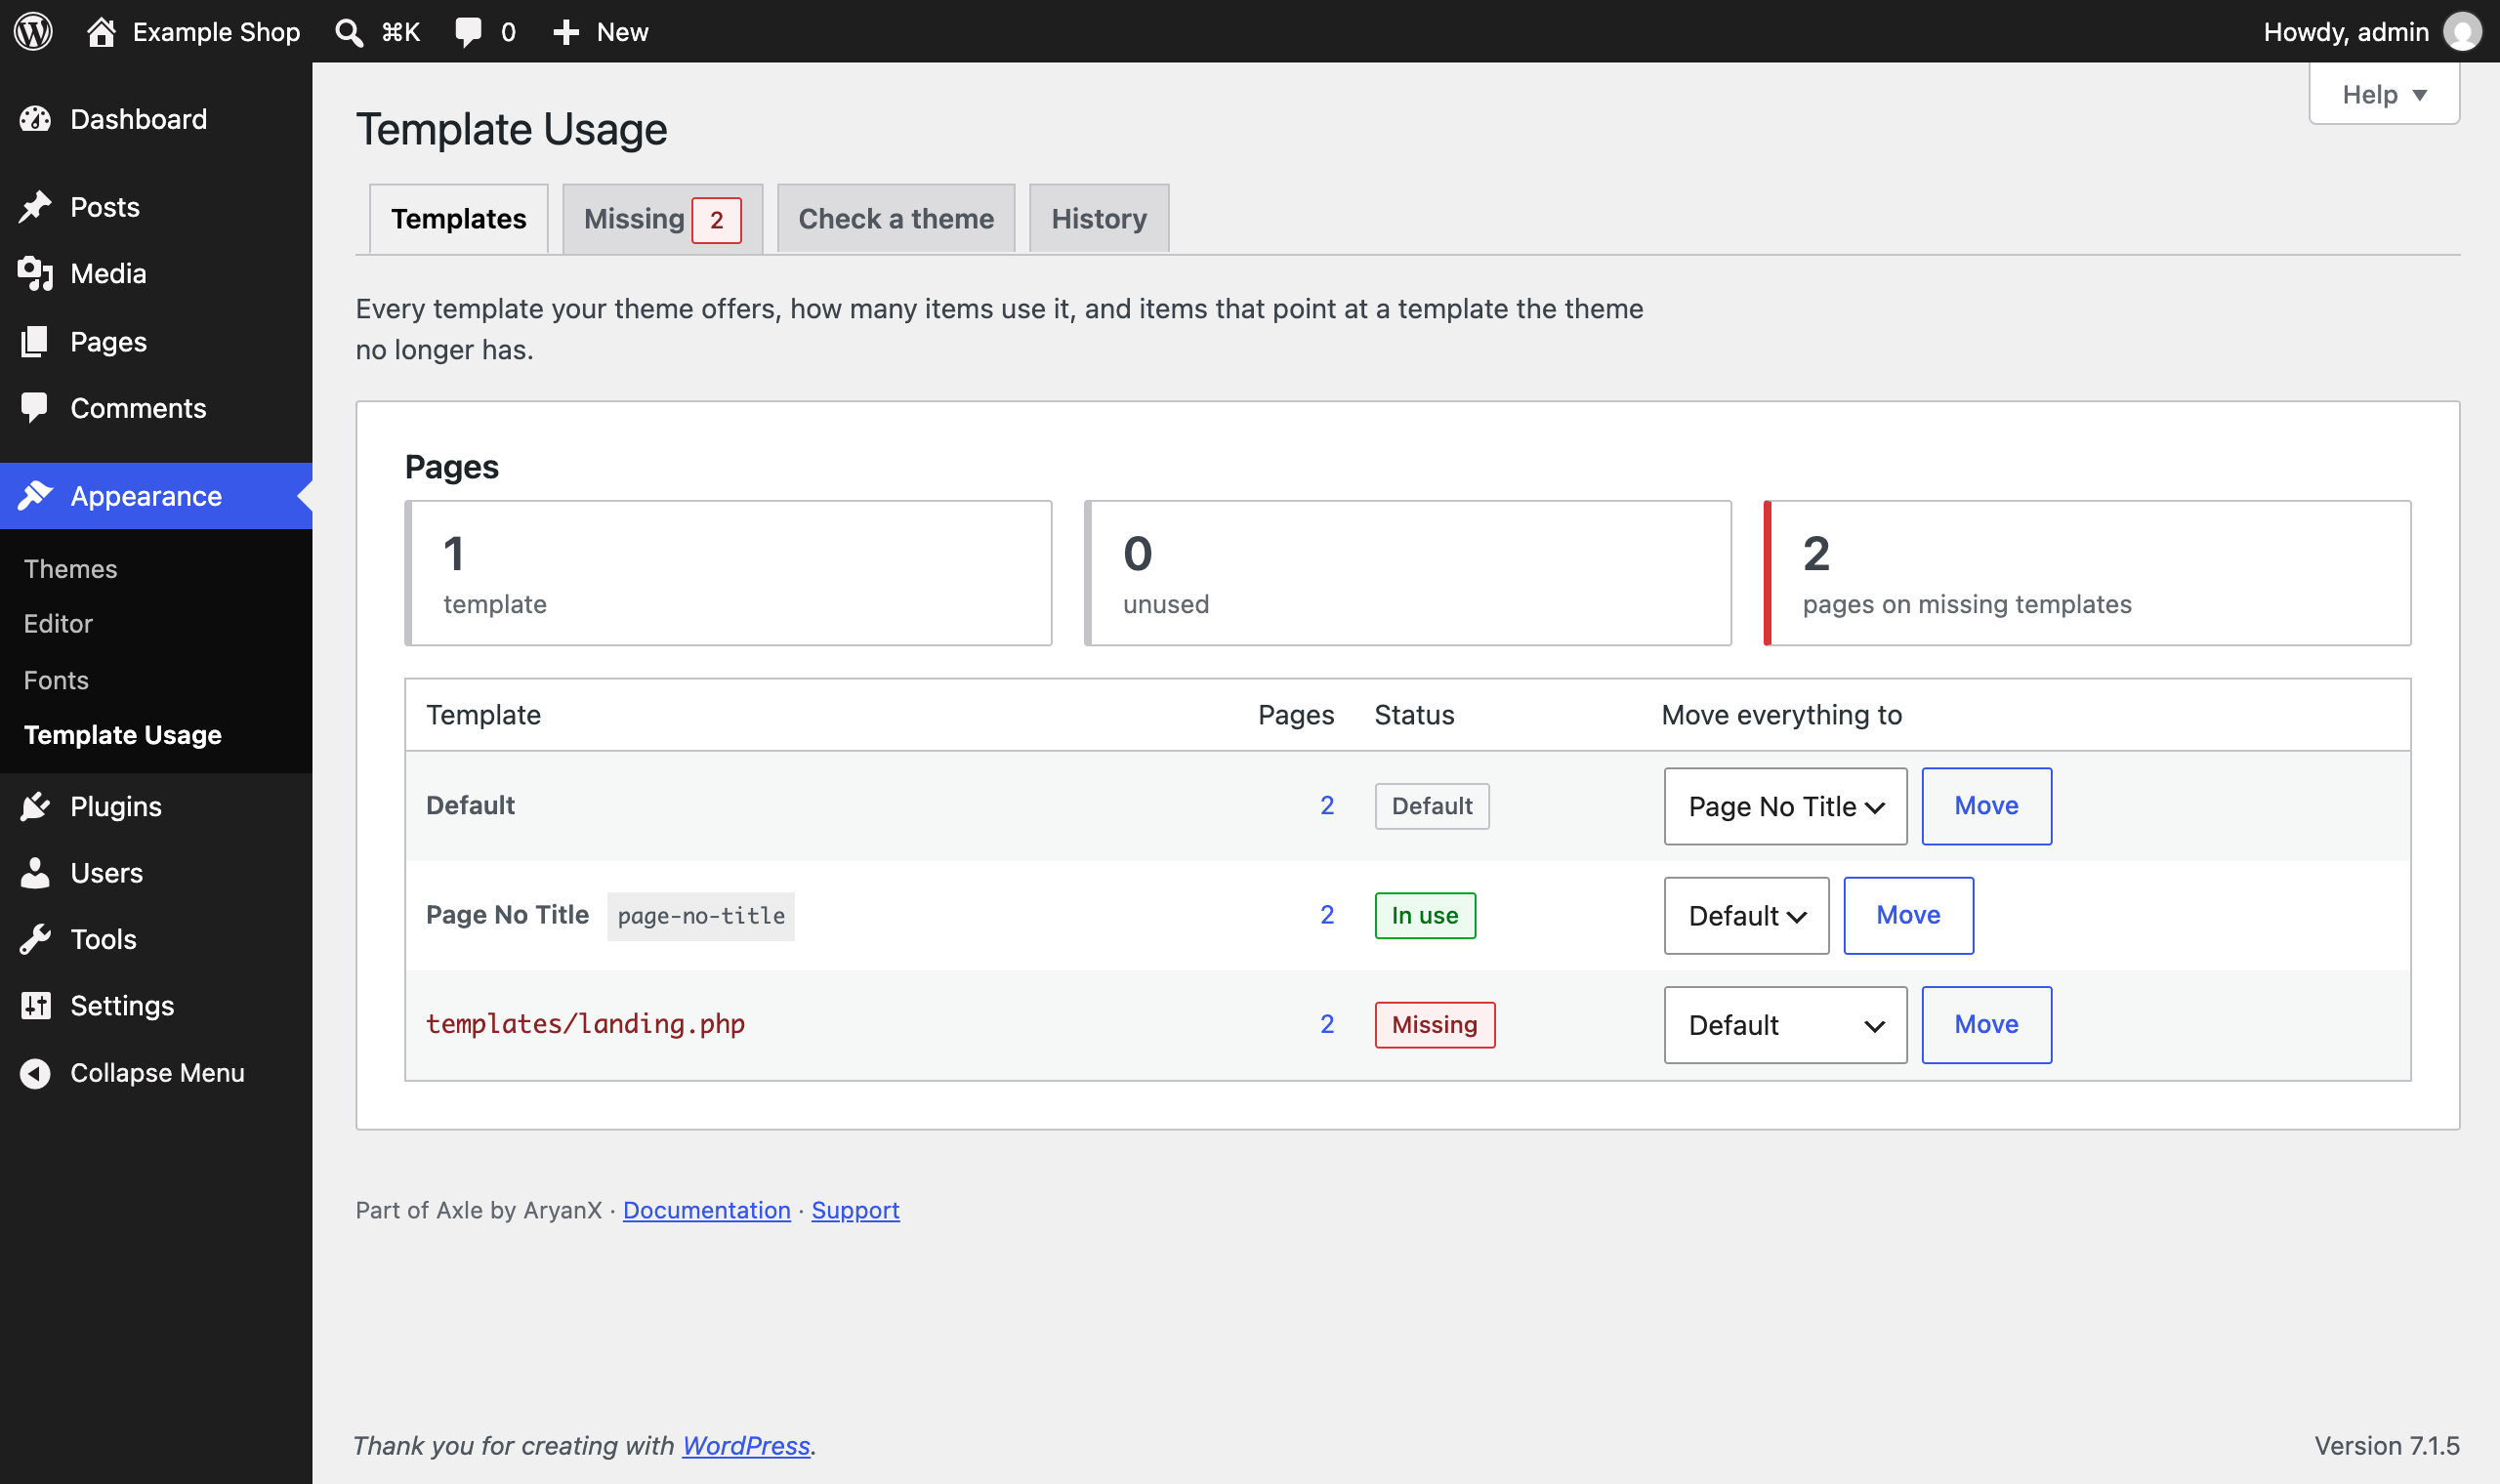 Example Shop ⌘K 0 New Howdy, admin
Help
Dashboard
Posts
Media
Pages
Comments
Appearance
Themes
Editor
Fonts
Template Usage
Plugins
Users
Tools
Settings
Collapse Menu
Template Usage
Templates Missing 2 Check a theme History
Every template your theme offers, how many items use it, and items that point at a template the theme
no longer has.
Pages
1
template
0
unused
2
pages on missing templates
Template Pages Status Move everything to
Default 2 Default Page No Title Move
Page No Title page-no-title 2 In use Default Move
templates/landing.php 2 Missing Default Move
Part of Axle by AryanX · Documentation · Support
Thank you for creating with WordPress. Version 7.1.5